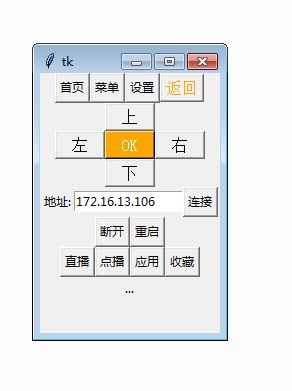 tk
首页 菜单 设置 返回
上
左 OK 右
下
地址: 172.16.13.106 连接
断开 重启
直播 点播 应用 收藏
...